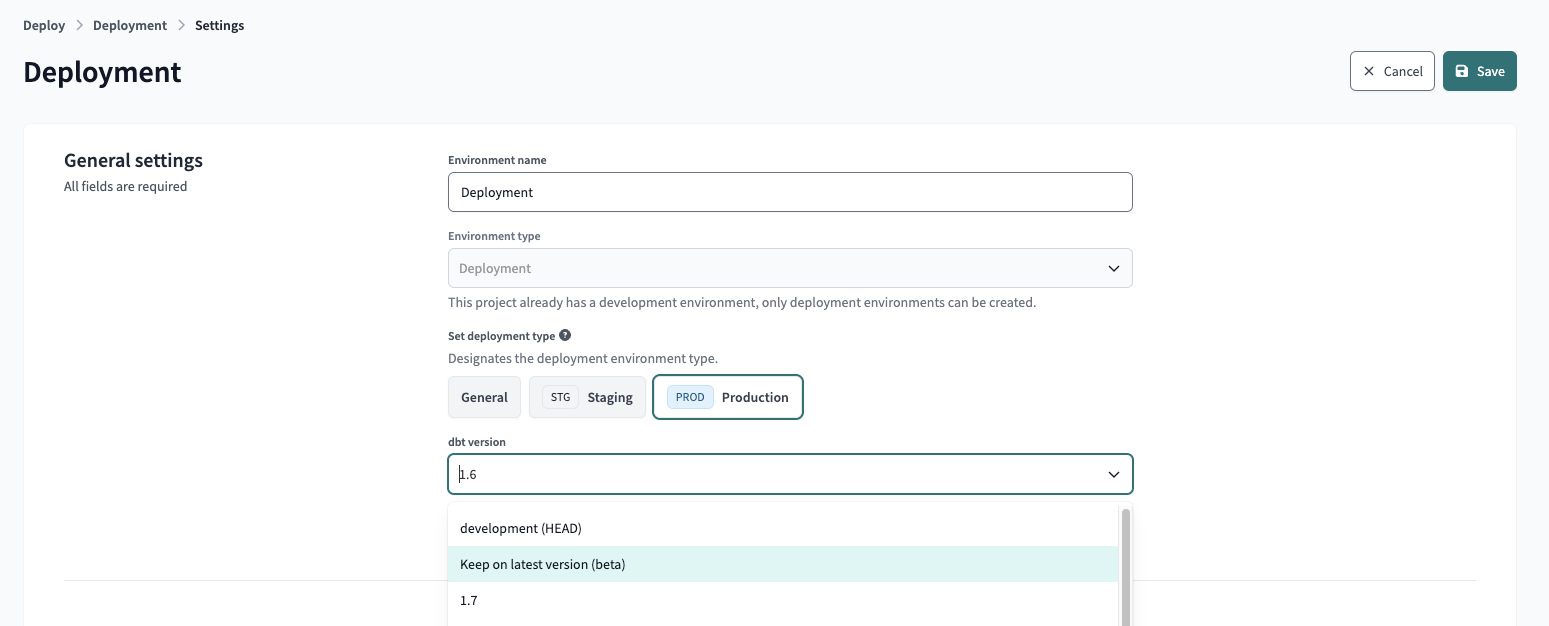 Deploy > Deployment > Settings
Deployment
Cancel
Save
General settings
All fields are required
Environment name
Deployment
Environment type
Deployment
This project already has a development environment, only deployment environments can be created.
Set deployment type ?
Designates the deployment environment type.
General
STG Staging
PROD Production
dbt version
1.6
development (HEAD)
Keep on latest version (beta)
1.7